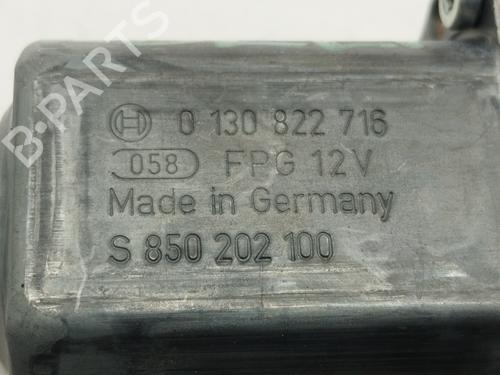 B-PARTS
0 130 822 716
058 FPG 12V
Made in Germany
S 850 202 100